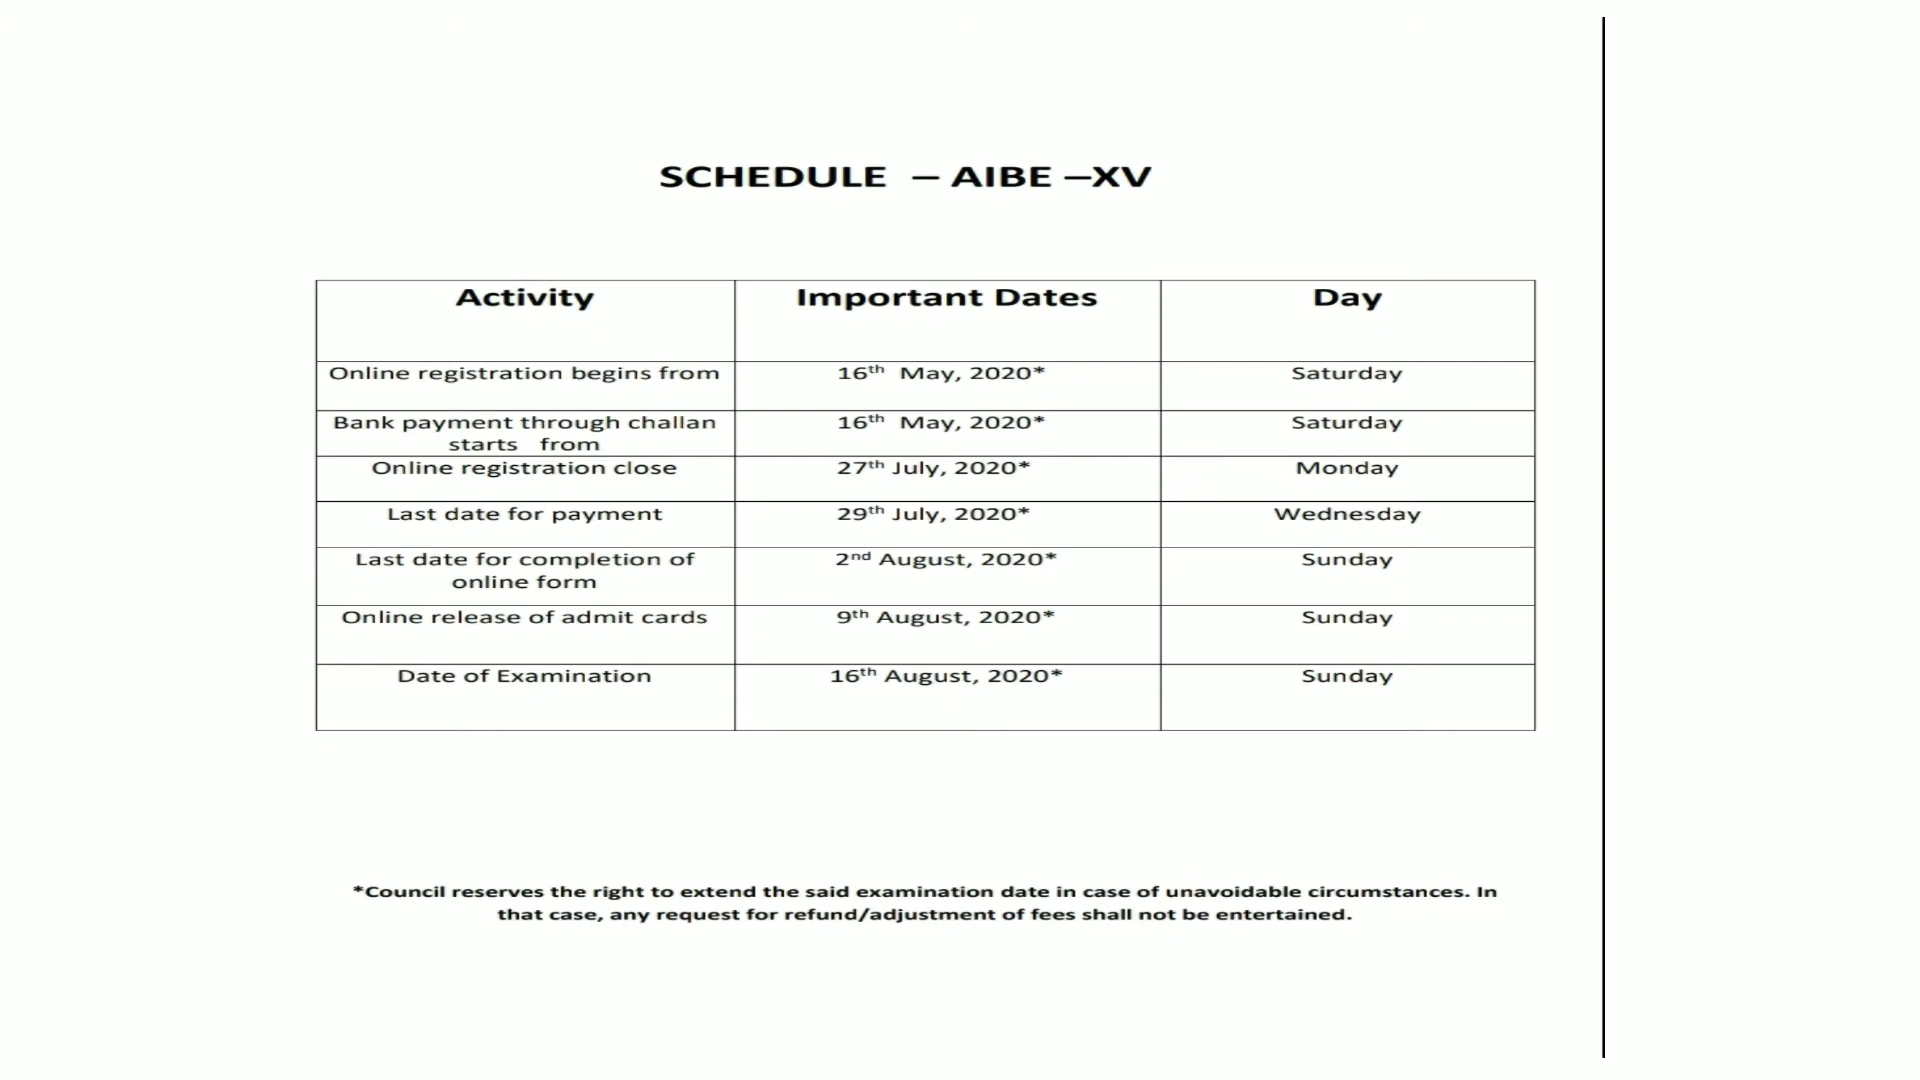 SCHEDULE – AIBE –XV
Activity Important Dates Day
Online registration begins from 16th May, 2020* Saturday
Bank payment through challan
starts from 16th May, 2020* Saturday
Online registration close 27th July, 2020* Monday
Last date for payment 29th July, 2020* Wednesday
Last date for completion of
online form 2nd August, 2020* Sunday
Online release of admit cards 9th August, 2020* Sunday
Date of Examination 16th August, 2020* Sunday
*Council reserves the right to extend the said examination date in case of unavoidable circumstances. In
that case, any request for refund/adjustment of fees shall not be entertained.